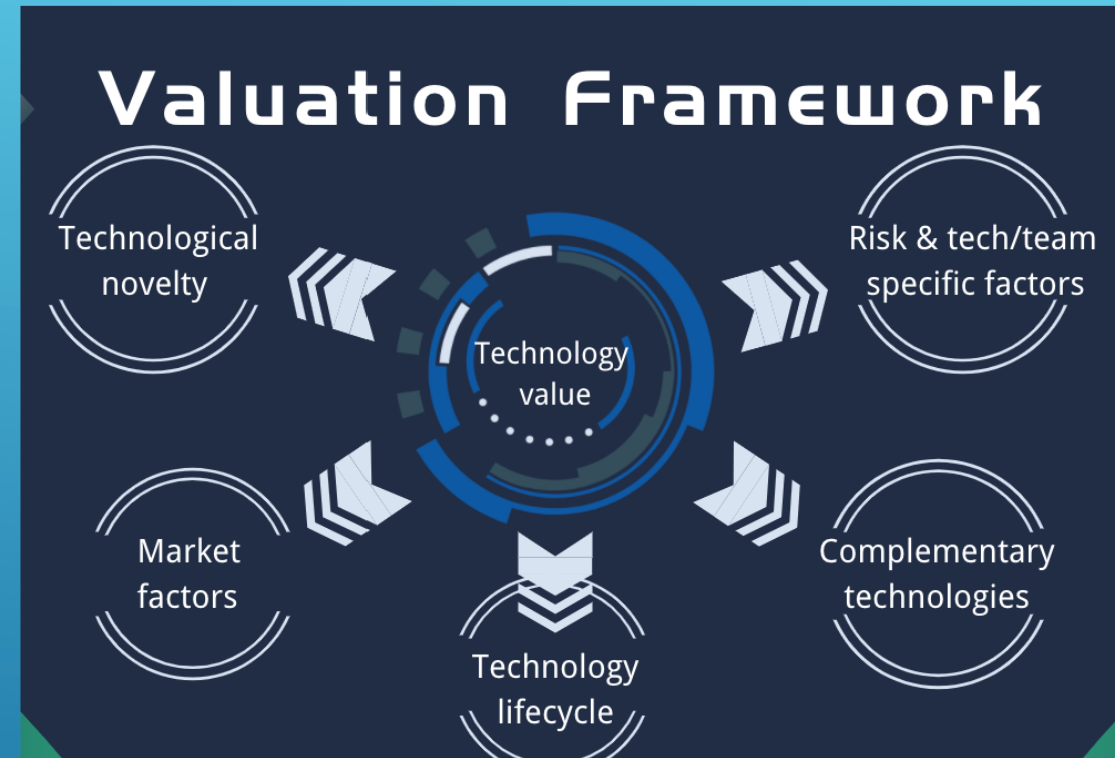 Valuation Framework
Technological
novelty
Risk & tech/team
specific factors
Technology
value
Market
factors
Complementary
technologies
Technology
lifecycle